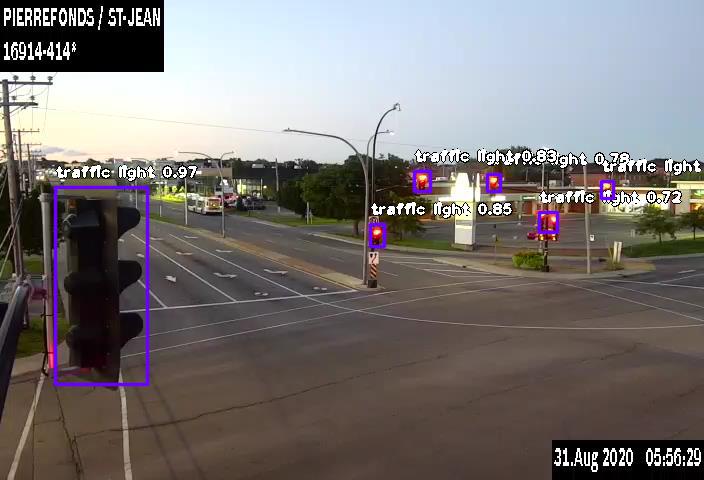 PIERREFONDS / ST-JEAN
16914-414*
traffic light 0.83
traffic light 0.78
traffic light
traffic light 0.97
traffic light 0.72
traffic light 0.85
31.Aug 2020 05:56:29